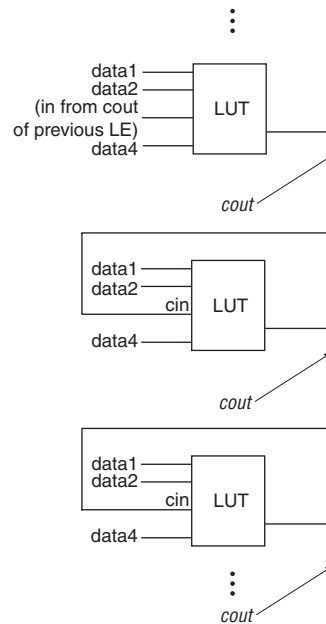 data1
data2
(in from cout
of previous LE)
data4
LUT
cout
data1
data2
cin
data4
LUT
cout
data1
data2
cin
data4
LUT
cout